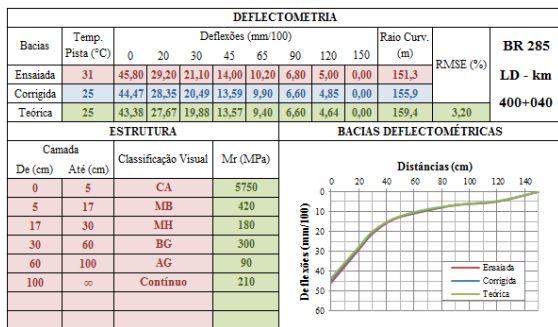 DEFLECTOMETRIA
Bacias Temp. Pista (°C) Deflexões (mm/100) Raio Curv. (m) RMSE (%) BR 285 LD - km 400+040
0 20 30 45 65 90 120 150
Ensaiada 31 45,80 29,20 21,10 14,00 10,20 6,80 5,00 0,00 151,3
Corrigida 25 44,47 28,35 20,49 13,59 9,90 6,60 4,85 0,00 155,9
Teórica 25 43,38 27,67 19,88 13,57 9,40 6,60 4,64 0,00 159,4 3,20
ESTRUTURA
Camada Classificação Visual Mr (MPa)
De (cm) Até (cm)
0 5 CA 5750
5 17 MB 420
17 30 MH 180
30 60 BG 300
60 100 AG 90
100 ∞ Contínuo 210
BACIAS DEFLECTOMÉTRICAS
Distâncias (cm)
0 20 40 60 80 100 120 140
Deflexões (mm/100)
0
10
20
30
40
50
60
Ensaiada
Corrigida
Teórica